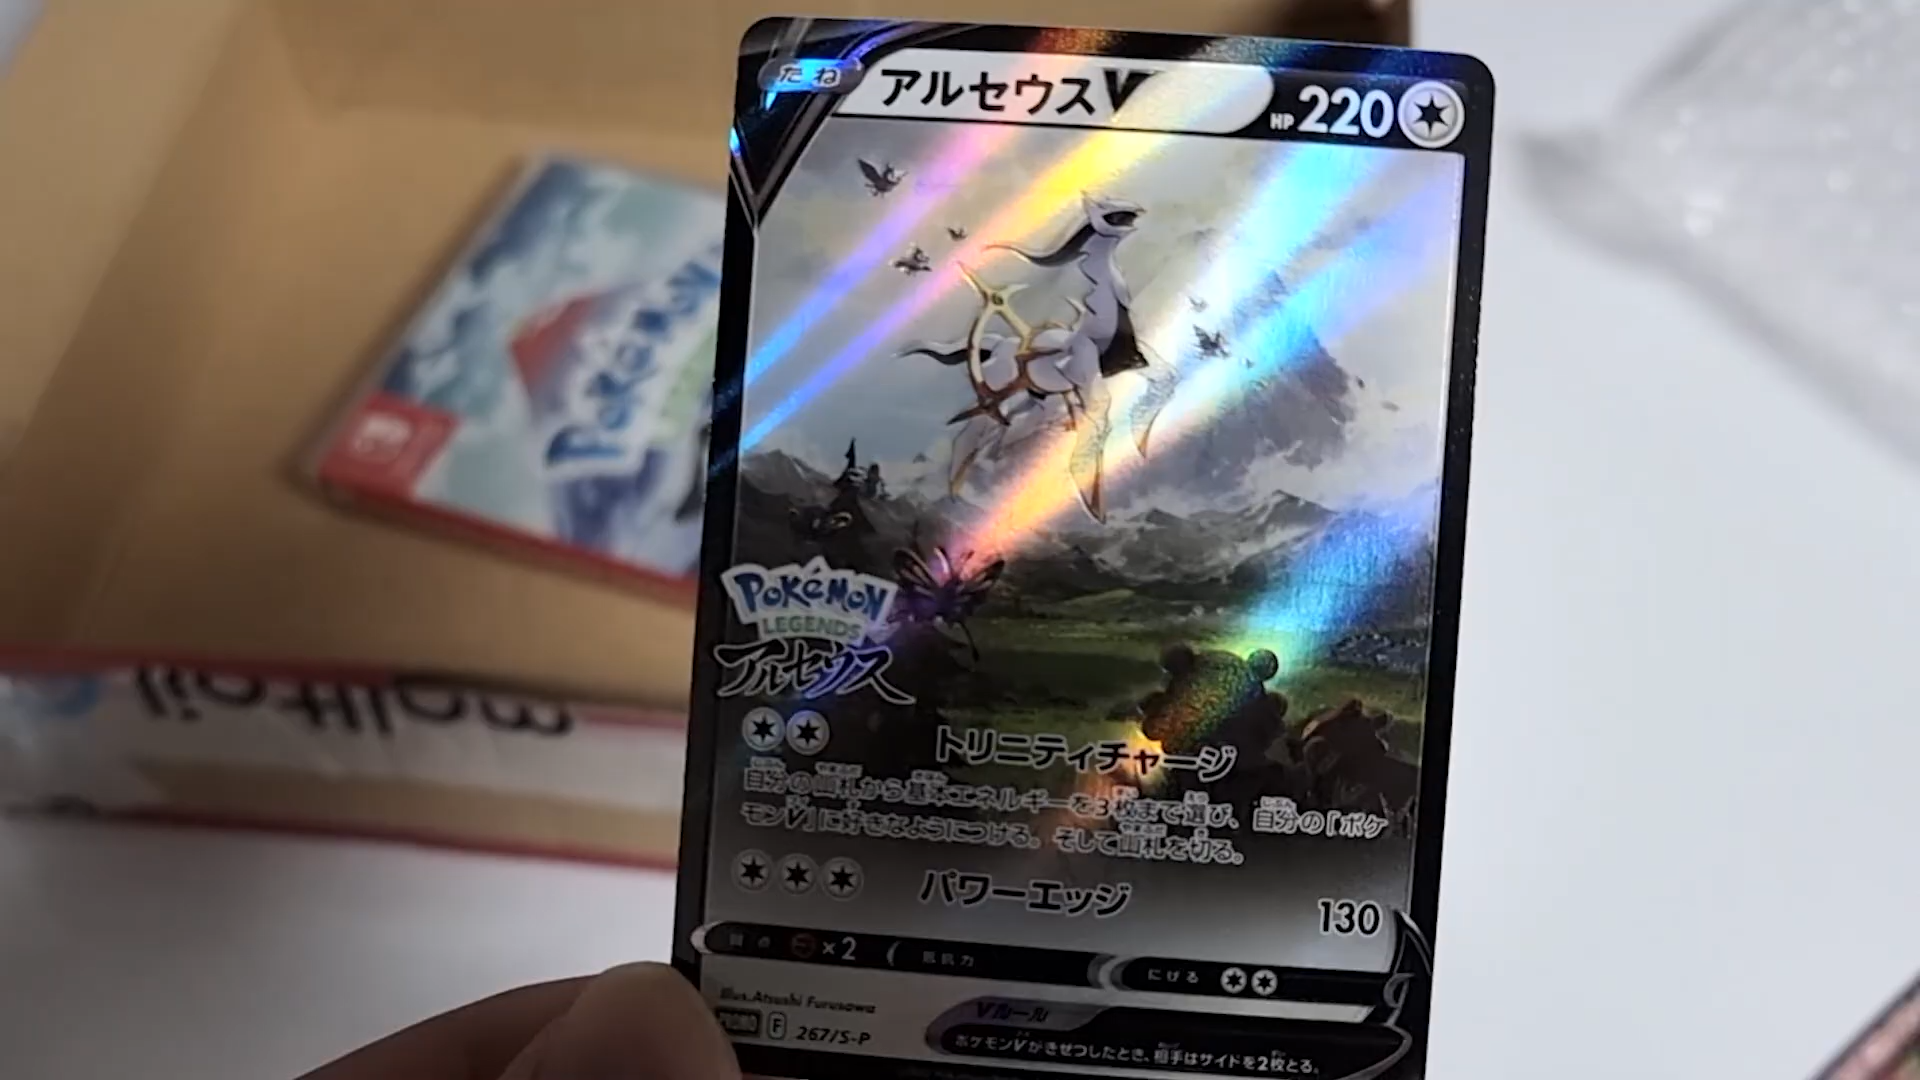 たね アルセウスV HP 220
Pokémon
Pokémon
LEGENDS
アルセウス
トリニティチャージ
自分の山札から基本エネルギーを3枚まで選び、自分の「ポケ
モンV」に好きなようにつける。そして山札を切る。
パワーエッジ 130
弱点 ×2 抵抗力 にげる
Illus. Atsushi Furusawa
Vルール
F 267/S-P
ポケモンVがきぜつしたとき、相手はサイドを2枚とる。